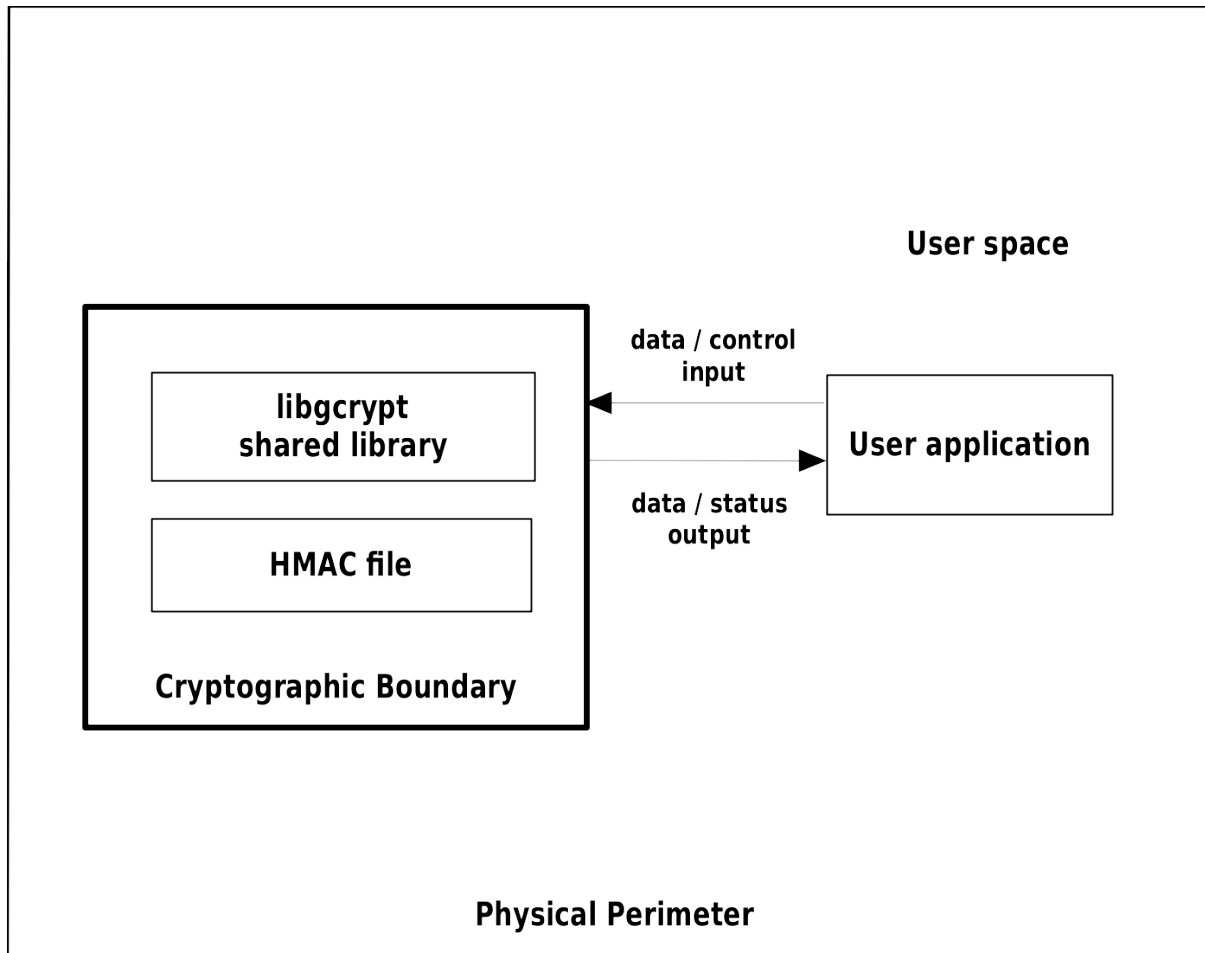 User space
data / control
input
libgcrypt
shared library
User application
data / status
output
HMAC file
Cryptographic Boundary
Physical Perimeter